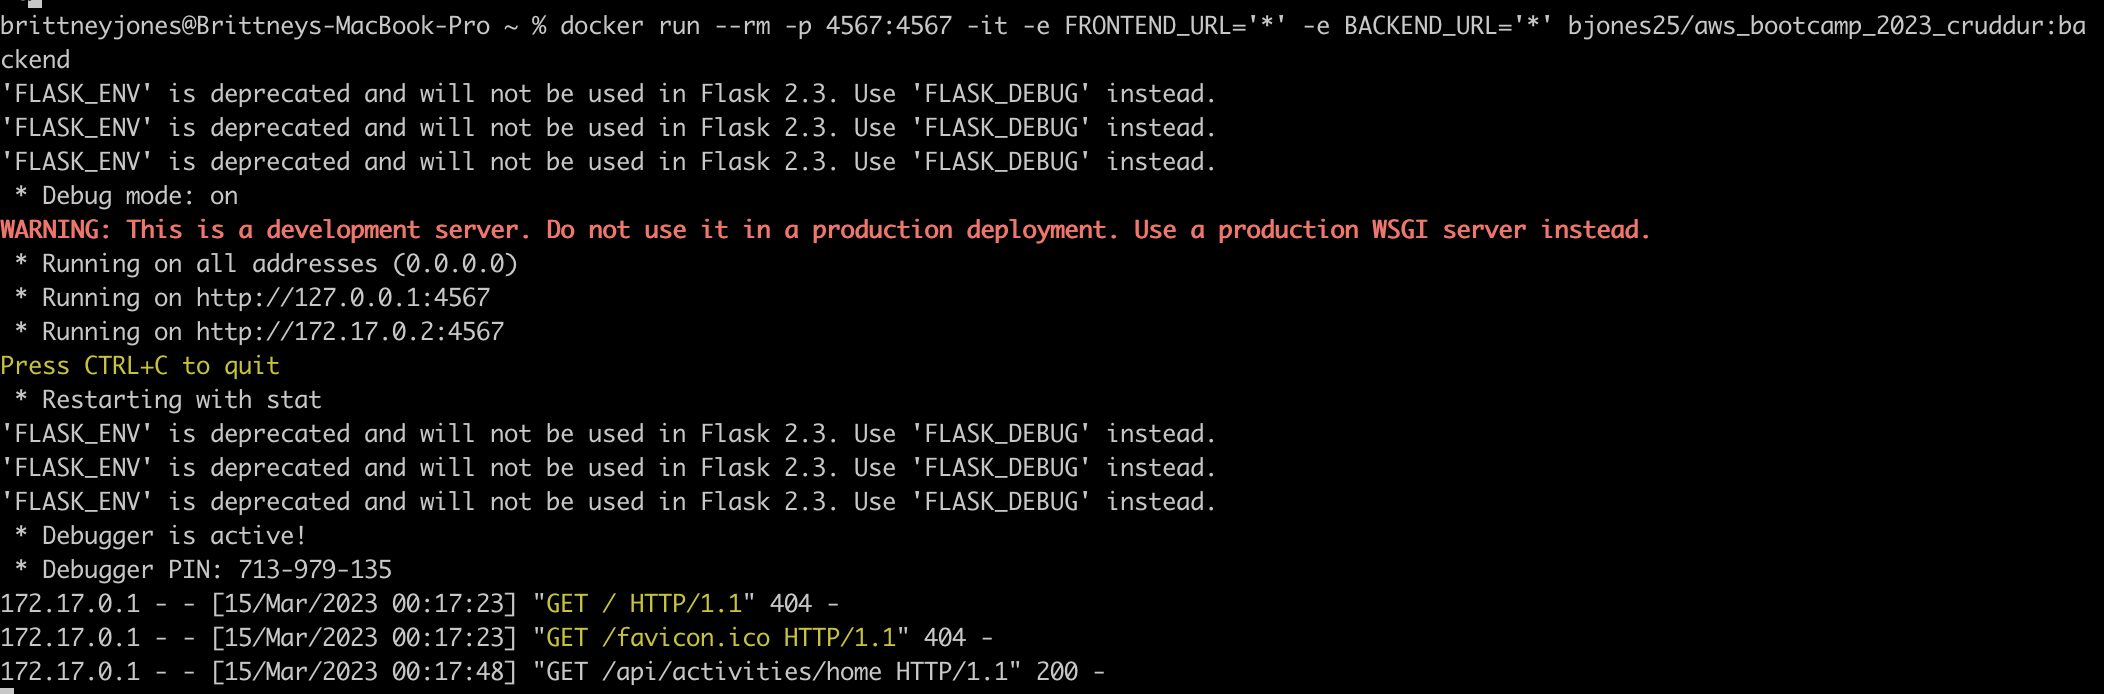 brittneyjones@Brittneys-MacBook-Pro ~ % docker run --rm -p 4567:4567 -it -e FRONTEND_URL='*' -e BACKEND_URL='*' bjones25/aws_bootcamp_2023_cruddur:ba
ckend
'FLASK_ENV' is deprecated and will not be used in Flask 2.3. Use 'FLASK_DEBUG' instead.
'FLASK_ENV' is deprecated and will not be used in Flask 2.3. Use 'FLASK_DEBUG' instead.
'FLASK_ENV' is deprecated and will not be used in Flask 2.3. Use 'FLASK_DEBUG' instead.
 * Debug mode: on
WARNING: This is a development server. Do not use it in a production deployment. Use a production WSGI server instead.
 * Running on all addresses (0.0.0.0)
 * Running on http://127.0.0.1:4567
 * Running on http://172.17.0.2:4567
Press CTRL+C to quit
 * Restarting with stat
'FLASK_ENV' is deprecated and will not be used in Flask 2.3. Use 'FLASK_DEBUG' instead.
'FLASK_ENV' is deprecated and will not be used in Flask 2.3. Use 'FLASK_DEBUG' instead.
'FLASK_ENV' is deprecated and will not be used in Flask 2.3. Use 'FLASK_DEBUG' instead.
 * Debugger is active!
 * Debugger PIN: 713-979-135
172.17.0.1 - - [15/Mar/2023 00:17:23] "GET / HTTP/1.1" 404 -
172.17.0.1 - - [15/Mar/2023 00:17:23] "GET /favicon.ico HTTP/1.1" 404 -
172.17.0.1 - - [15/Mar/2023 00:17:48] "GET /api/activities/home HTTP/1.1" 200 -